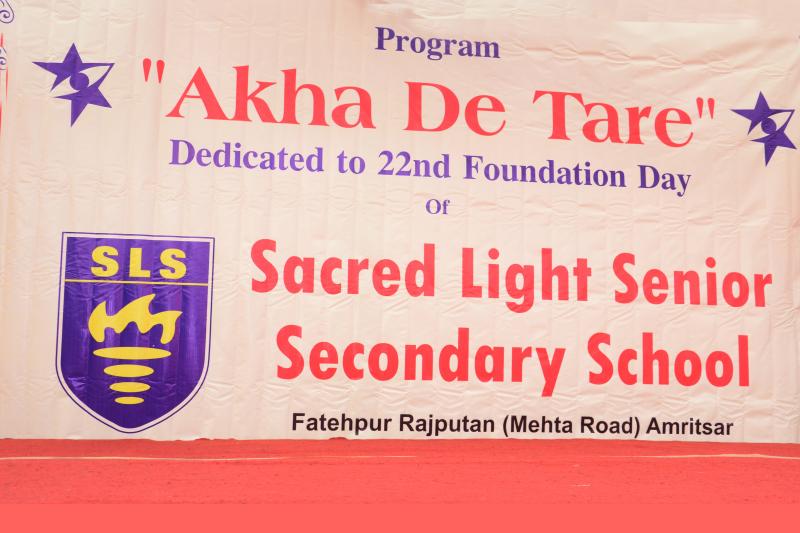 Program
"Akha De Tare"
Dedicated to 22nd Foundation Day
Of
SLS
Sacred Light Senior
Secondary School
Fatehpur Rajputan (Mehta Road) Amritsar